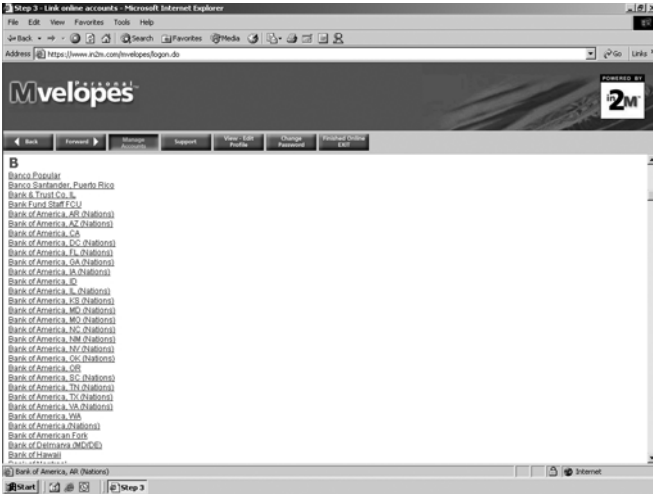 Step 3 - Link online accounts - Microsoft Internet Explorer
File Edit View Favorites Tools Help
Back Search Favorites Media
Address https://www.in2m.com/mvelopes/logon.do Go Links
Personal
Mvelopes
POWERED BY
in2M
Back Forward Manage Accounts Support View - Edit Profile Change Password Finished Online EXIT
B
Banco Popular
Banco Santander, Puerto Rico
Bank & Trust Co. IL
Bank Fund Staff FCU
Bank of America, AR (Nations)
Bank of America, AZ (Nations)
Bank of America, CA
Bank of America, DC (Nations)
Bank of America, FL (Nations)
Bank of America, GA (Nations)
Bank of America, IA (Nations)
Bank of America, ID
Bank of America, IL (Nations)
Bank of America, KS (Nations)
Bank of America, MD (Nations)
Bank of America, MO (Nations)
Bank of America, NC (Nations)
Bank of America, NM (Nations)
Bank of America, NV (Nations)
Bank of America, OK (Nations)
Bank of America, OR
Bank of America, SC (Nations)
Bank of America, TN (Nations)
Bank of America, TX (Nations)
Bank of America, VA (Nations)
Bank of America, WA
Bank of America (Nations)
Bank of American Fork
Bank of Delmarva (MD/DE)
Bank of Hawaii
Bank of America, AR (Nations) Internet
Start Step 3